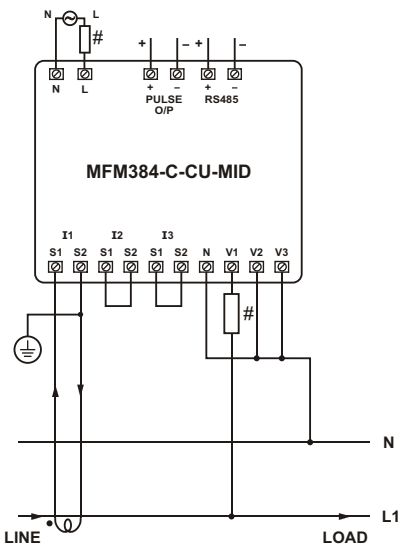 N L
#
+ – + –
N L + – + –
PULSE O/P RS485
MFM384-C-CU-MID
I1 I2 I3
S1 S2 S1 S2 S1 S2 N V1 V2 V3
#
N
L1
LINE LOAD